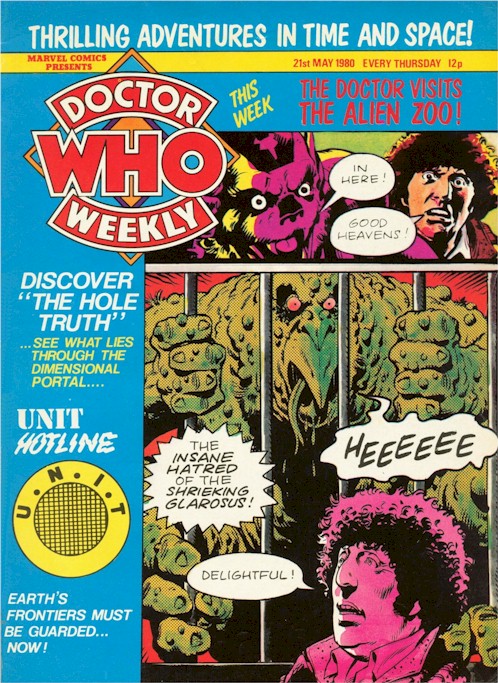 THRILLING ADVENTURES IN TIME AND SPACE!
MARVEL COMICS
PRESENTS
21st MAY 1980 EVERY THURSDAY 12p
DOCTOR
WHO
WEEKLY
THIS
WEEK
THE DOCTOR VISITS
THE ALIEN ZOO!
IN
HERE!
GOOD
HEAVENS!
DISCOVER
"THE HOLE
TRUTH"
...SEE WHAT LIES
THROUGH THE
DIMENSIONAL
PORTAL....
UNIT
HOTLINE
U.N.I.T
EARTH'S
FRONTIERS MUST
BE GUARDED...
NOW!
THE
INSANE
HATRED
OF THE
SHRIEKING
GLAROSUS!
HEEEEEE
DELIGHTFUL!